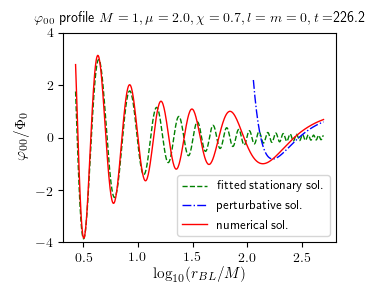 φ₀₀ profile M = 1, μ = 2.0, χ = 0.7, l = m = 0, t =226.2
φ₀₀/Φ₀
4
2
0
−2
−4
fitted stationary sol.
perturbative sol.
numerical sol.
0.5 1.0 1.5 2.0 2.5
log₁₀(r_BL/M)